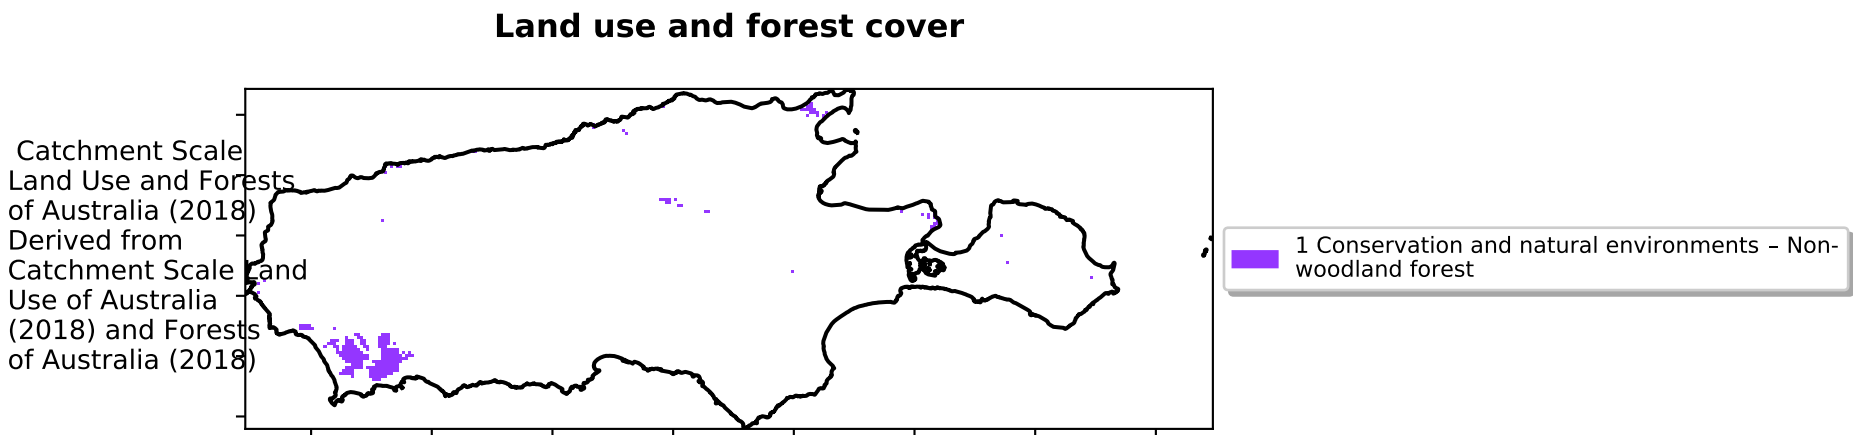 Land use and forest cover
Catchment Scale
Land Use and Forests
of Australia (2018)
Derived from
Catchment Scale Land
Use of Australia
(2018) and Forests
of Australia (2018)
1 Conservation and natural environments – Non-
woodland forest